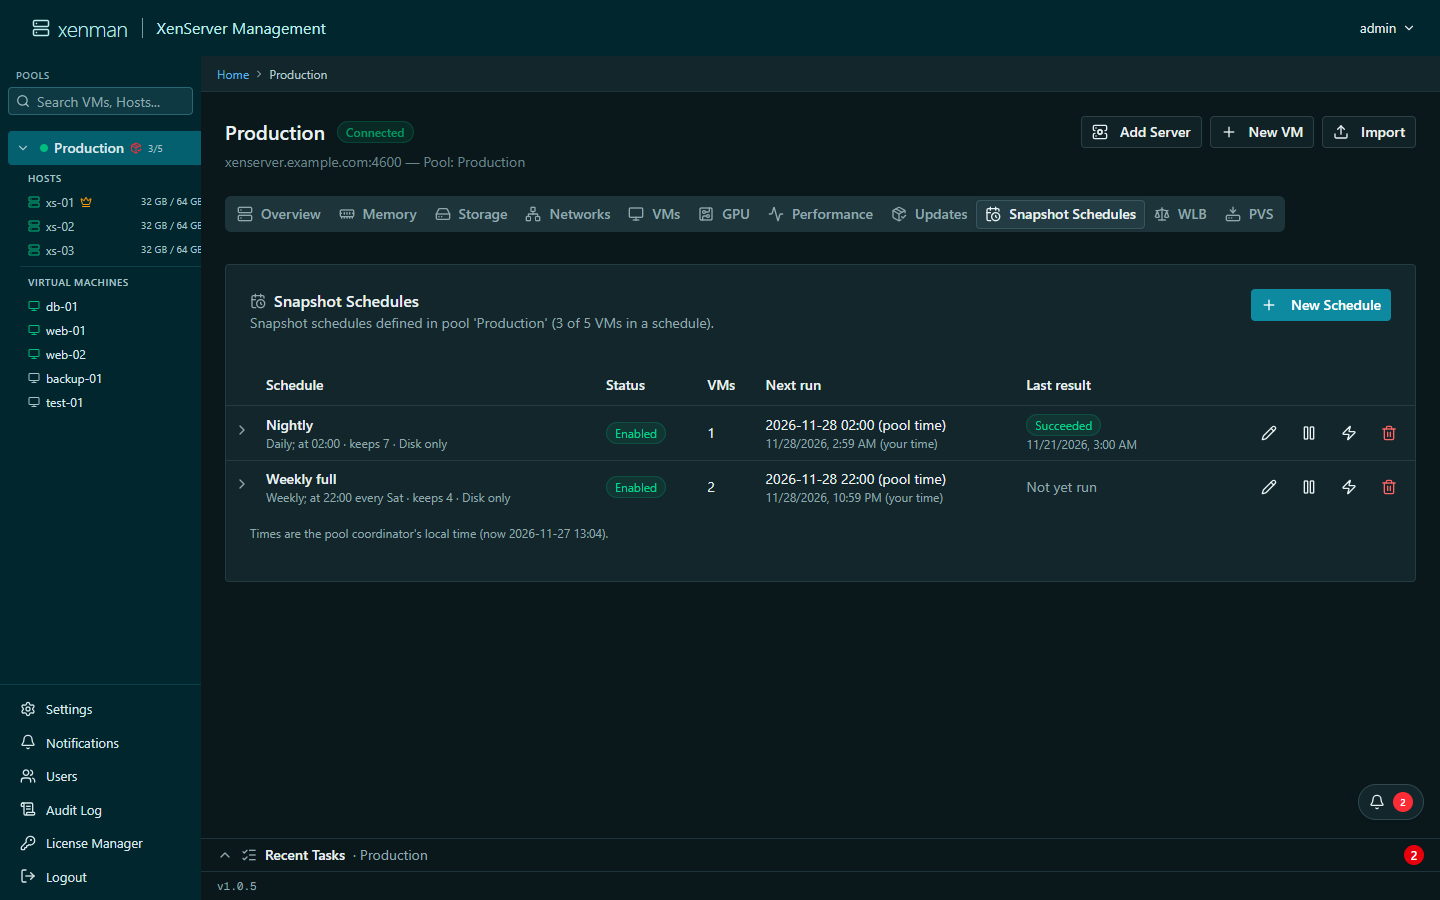 xenman
XenServer Management
admin
POOLS
Search VMs, Hosts...
Production 3/5
HOSTS
xs-01 32 GB / 64 GB
xs-02 32 GB / 64 GB
xs-03 32 GB / 64 GB
VIRTUAL MACHINES
db-01
web-01
web-02
backup-01
test-01
Settings
Notifications
Users
Audit Log
License Manager
Logout
Home > Production
Production Connected
xenserver.example.com:4600 — Pool: Production
Add Server
New VM
Import
Overview Memory Storage Networks VMs GPU Performance Updates Snapshot Schedules WLB PVS
Snapshot Schedules
Snapshot schedules defined in pool 'Production' (3 of 5 VMs in a schedule).
New Schedule
Schedule Status VMs Next run Last result
Nightly
Daily; at 02:00 · keeps 7 · Disk only
Enabled
1
2026-11-28 02:00 (pool time)
11/28/2026, 2:59 AM (your time)
Succeeded
11/21/2026, 3:00 AM
Weekly full
Weekly; at 22:00 every Sat · keeps 4 · Disk only
Enabled
2
2026-11-28 22:00 (pool time)
11/28/2026, 10:59 PM (your time)
Not yet run
Times are the pool coordinator's local time (now 2026-11-27 13:04).
2
Recent Tasks · Production
2
v1.0.5